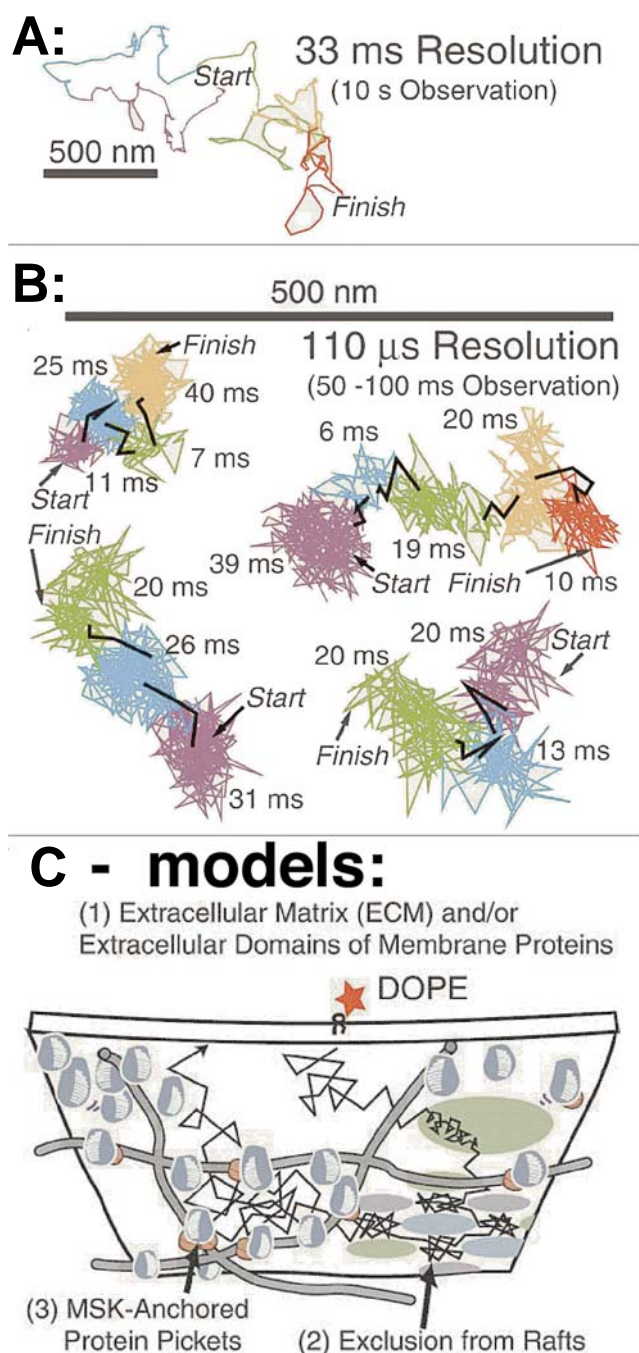 A:
33 ms Resolution
(10 s Observation)
Start
500 nm
Finish
B:
500 nm
110 μs Resolution
(50 -100 ms Observation)
Finish
25 ms
40 ms
7 ms
11 ms
Start
20 ms
6 ms
39 ms
19 ms
Start
Finish
10 ms
Finish
20 ms
26 ms
Start
31 ms
20 ms
Start
20 ms
Finish
13 ms
C - models:
(1) Extracellular Matrix (ECM) and/or
Extracellular Domains of Membrane Proteins
DOPE
(3) MSK-Anchored
Protein Pickets
(2) Exclusion from Rafts